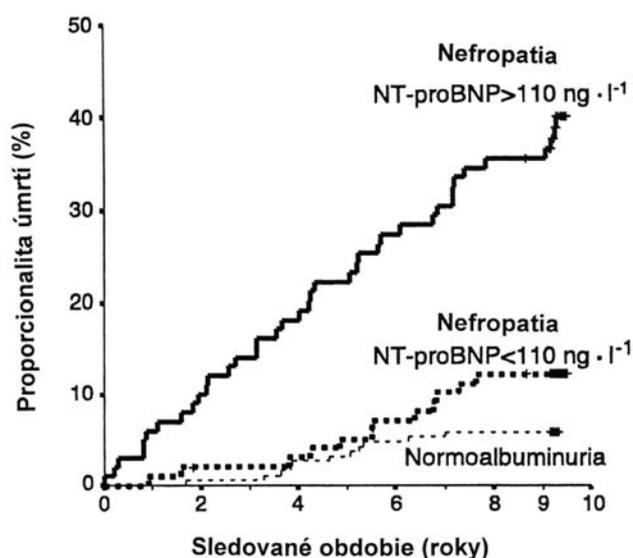 50
40
30
20
10
0
Proporcionalita úmrtí (%)
Nefropatia
NT-proBNP>110 ng · l⁻¹
Nefropatia
NT-proBNP<110 ng · l⁻¹
Normoalbuminuria
0 2 4 6 8 9 10
Sledované obdobie (roky)